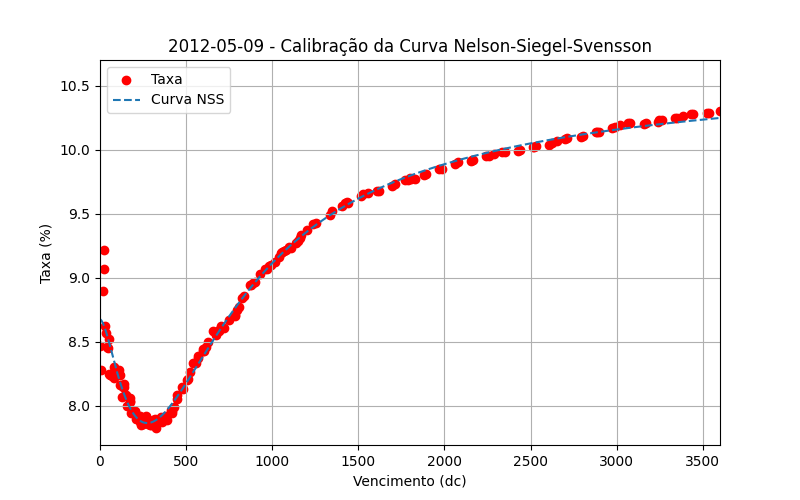 2012-05-09 - Calibração da Curva Nelson-Siegel-Svensson
Taxa
Curva NSS
Taxa (%)
10.5
10.0
9.5
9.0
8.5
8.0
0 500 1000 1500 2000 2500 3000 3500
Vencimento (dc)